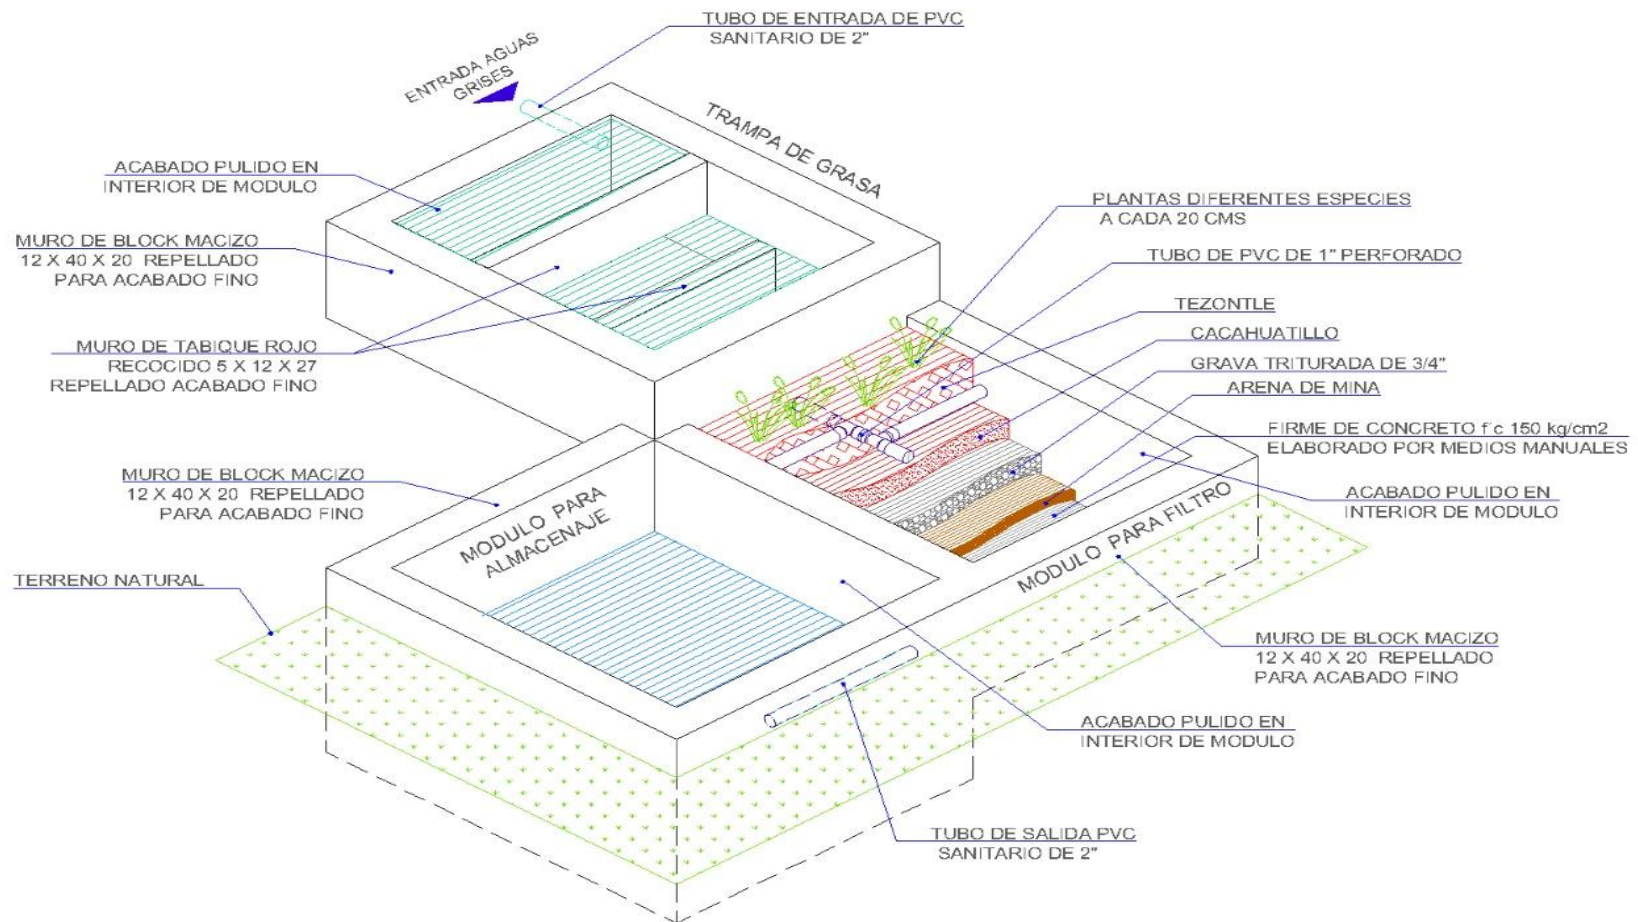 TUBO DE ENTRADA DE PVC
SANITARIO DE 2"
ENTRADA AGUAS
GRISES
TRAMPA DE GRASA
ACABADO PULIDO EN
INTERIOR DE MODULO
PLANTAS DIFERENTES ESPECIES
A CADA 20 CMS
MURO DE BLOCK MACIZO
12 X 40 X 20 REPELLADO
PARA ACABADO FINO
TUBO DE PVC DE 1" PERFORADO
TEZONTLE
CACAHUATILLO
MURO DE TABIQUE ROJO
RECOCIDO 5 X 12 X 27
REPELLADO ACABADO FINO
GRAVA TRITURADA DE 3/4"
ARENA DE MINA
FIRME DE CONCRETO f'c 150 kg/cm2
ELABORADO POR MEDIOS MANUALES
MURO DE BLOCK MACIZO
12 X 40 X 20 REPELLADO
PARA ACABADO FINO
ACABADO PULIDO EN
INTERIOR DE MODULO
MODULO PARA
ALMACENAJE
MODULO PARA FILTRO
TERRENO NATURAL
MURO DE BLOCK MACIZO
12 X 40 X 20 REPELLADO
PARA ACABADO FINO
ACABADO PULIDO EN
INTERIOR DE MODULO
TUBO DE SALIDA PVC
SANITARIO DE 2"